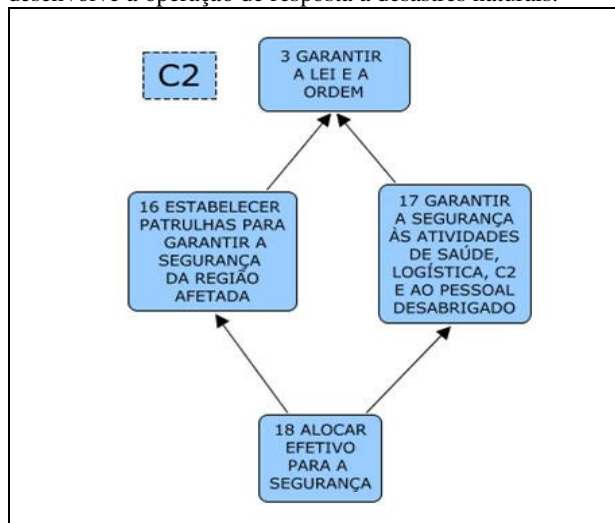 desenvolve a operação de resposta a desastres naturais.
C2
3 GARANTIR
A LEI E A
ORDEM
16 ESTABELECER
PATRULHAS PARA
GARANTIR A
SEGURANÇA
DA REGIÃO
AFETADA
17 GARANTIR
A SEGURANÇA
ÀS ATIVIDADES
DE SAÚDE,
LOGÍSTICA, C2
E AO PESSOAL
DESABRIGADO
18 ALOCAR
EFETIVO
PARA A
SEGURANÇA